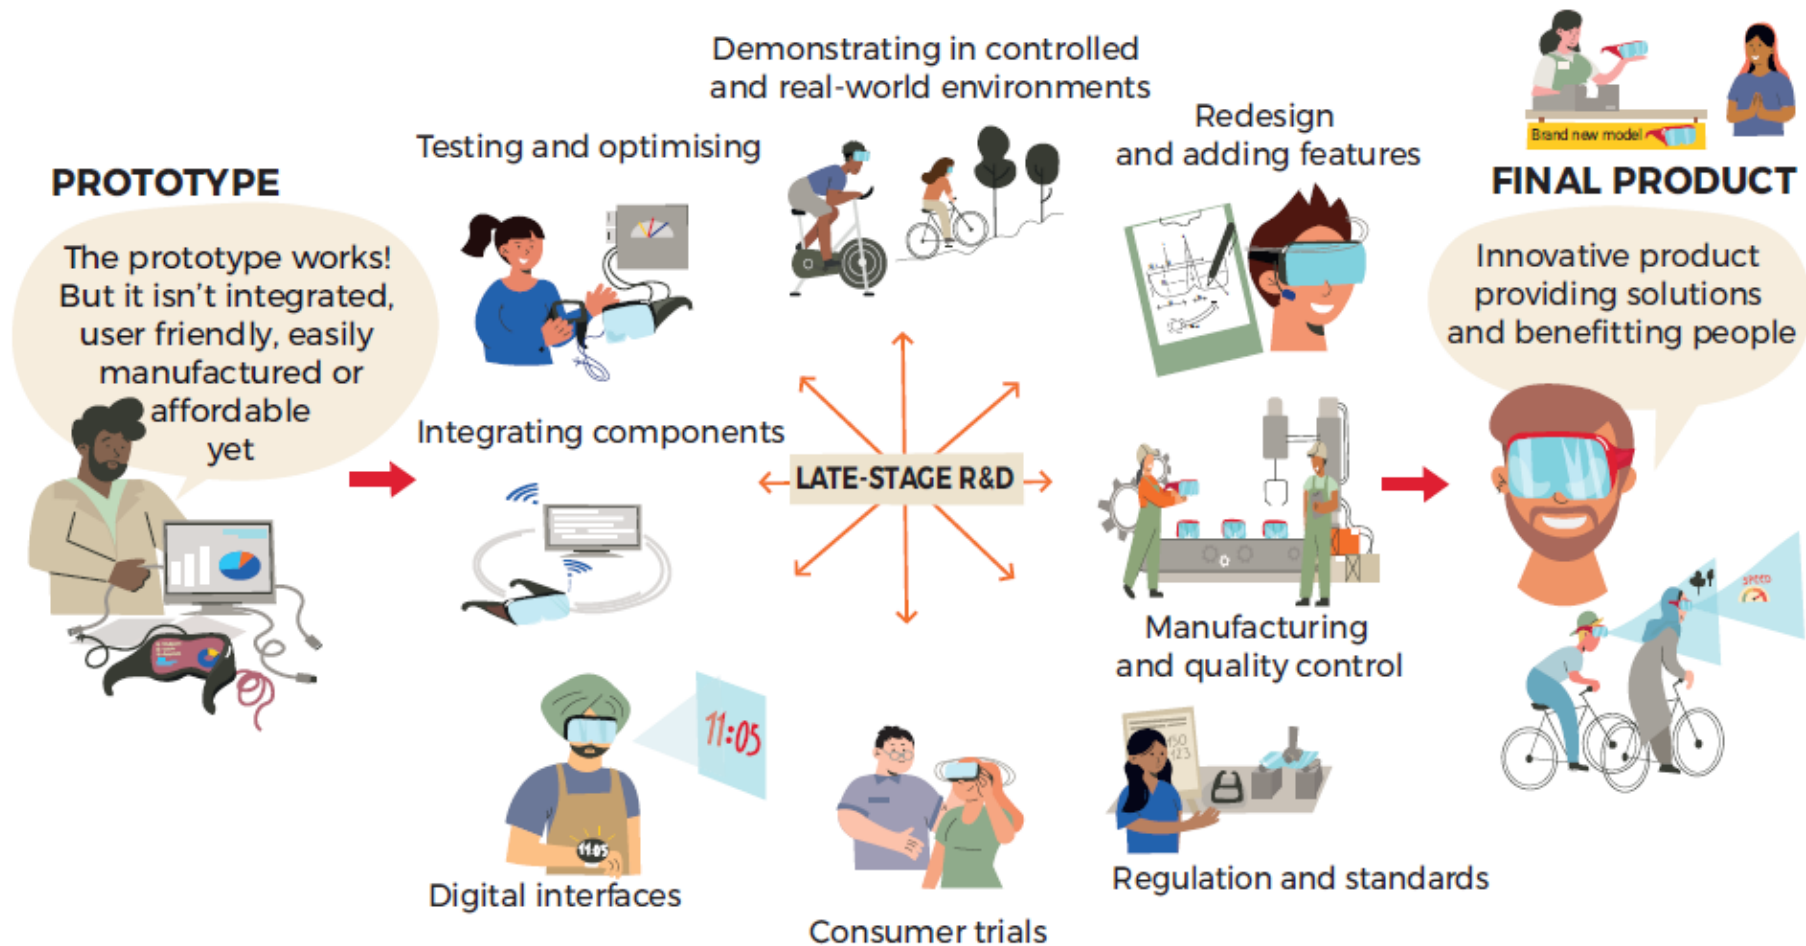 PROTOTYPE
The prototype works!
But it isn't integrated,
user friendly, easily
manufactured or
affordable
yet
Testing and optimising
Integrating components
11:05
11:05
Digital interfaces
Demonstrating in controlled
and real-world environments
LATE-STAGE R&D
Consumer trials
Redesign
and adding features
Manufacturing
and quality control
Regulation and standards
Brand new model
FINAL PRODUCT
Innovative product
providing solutions
and benefitting people
SPEED